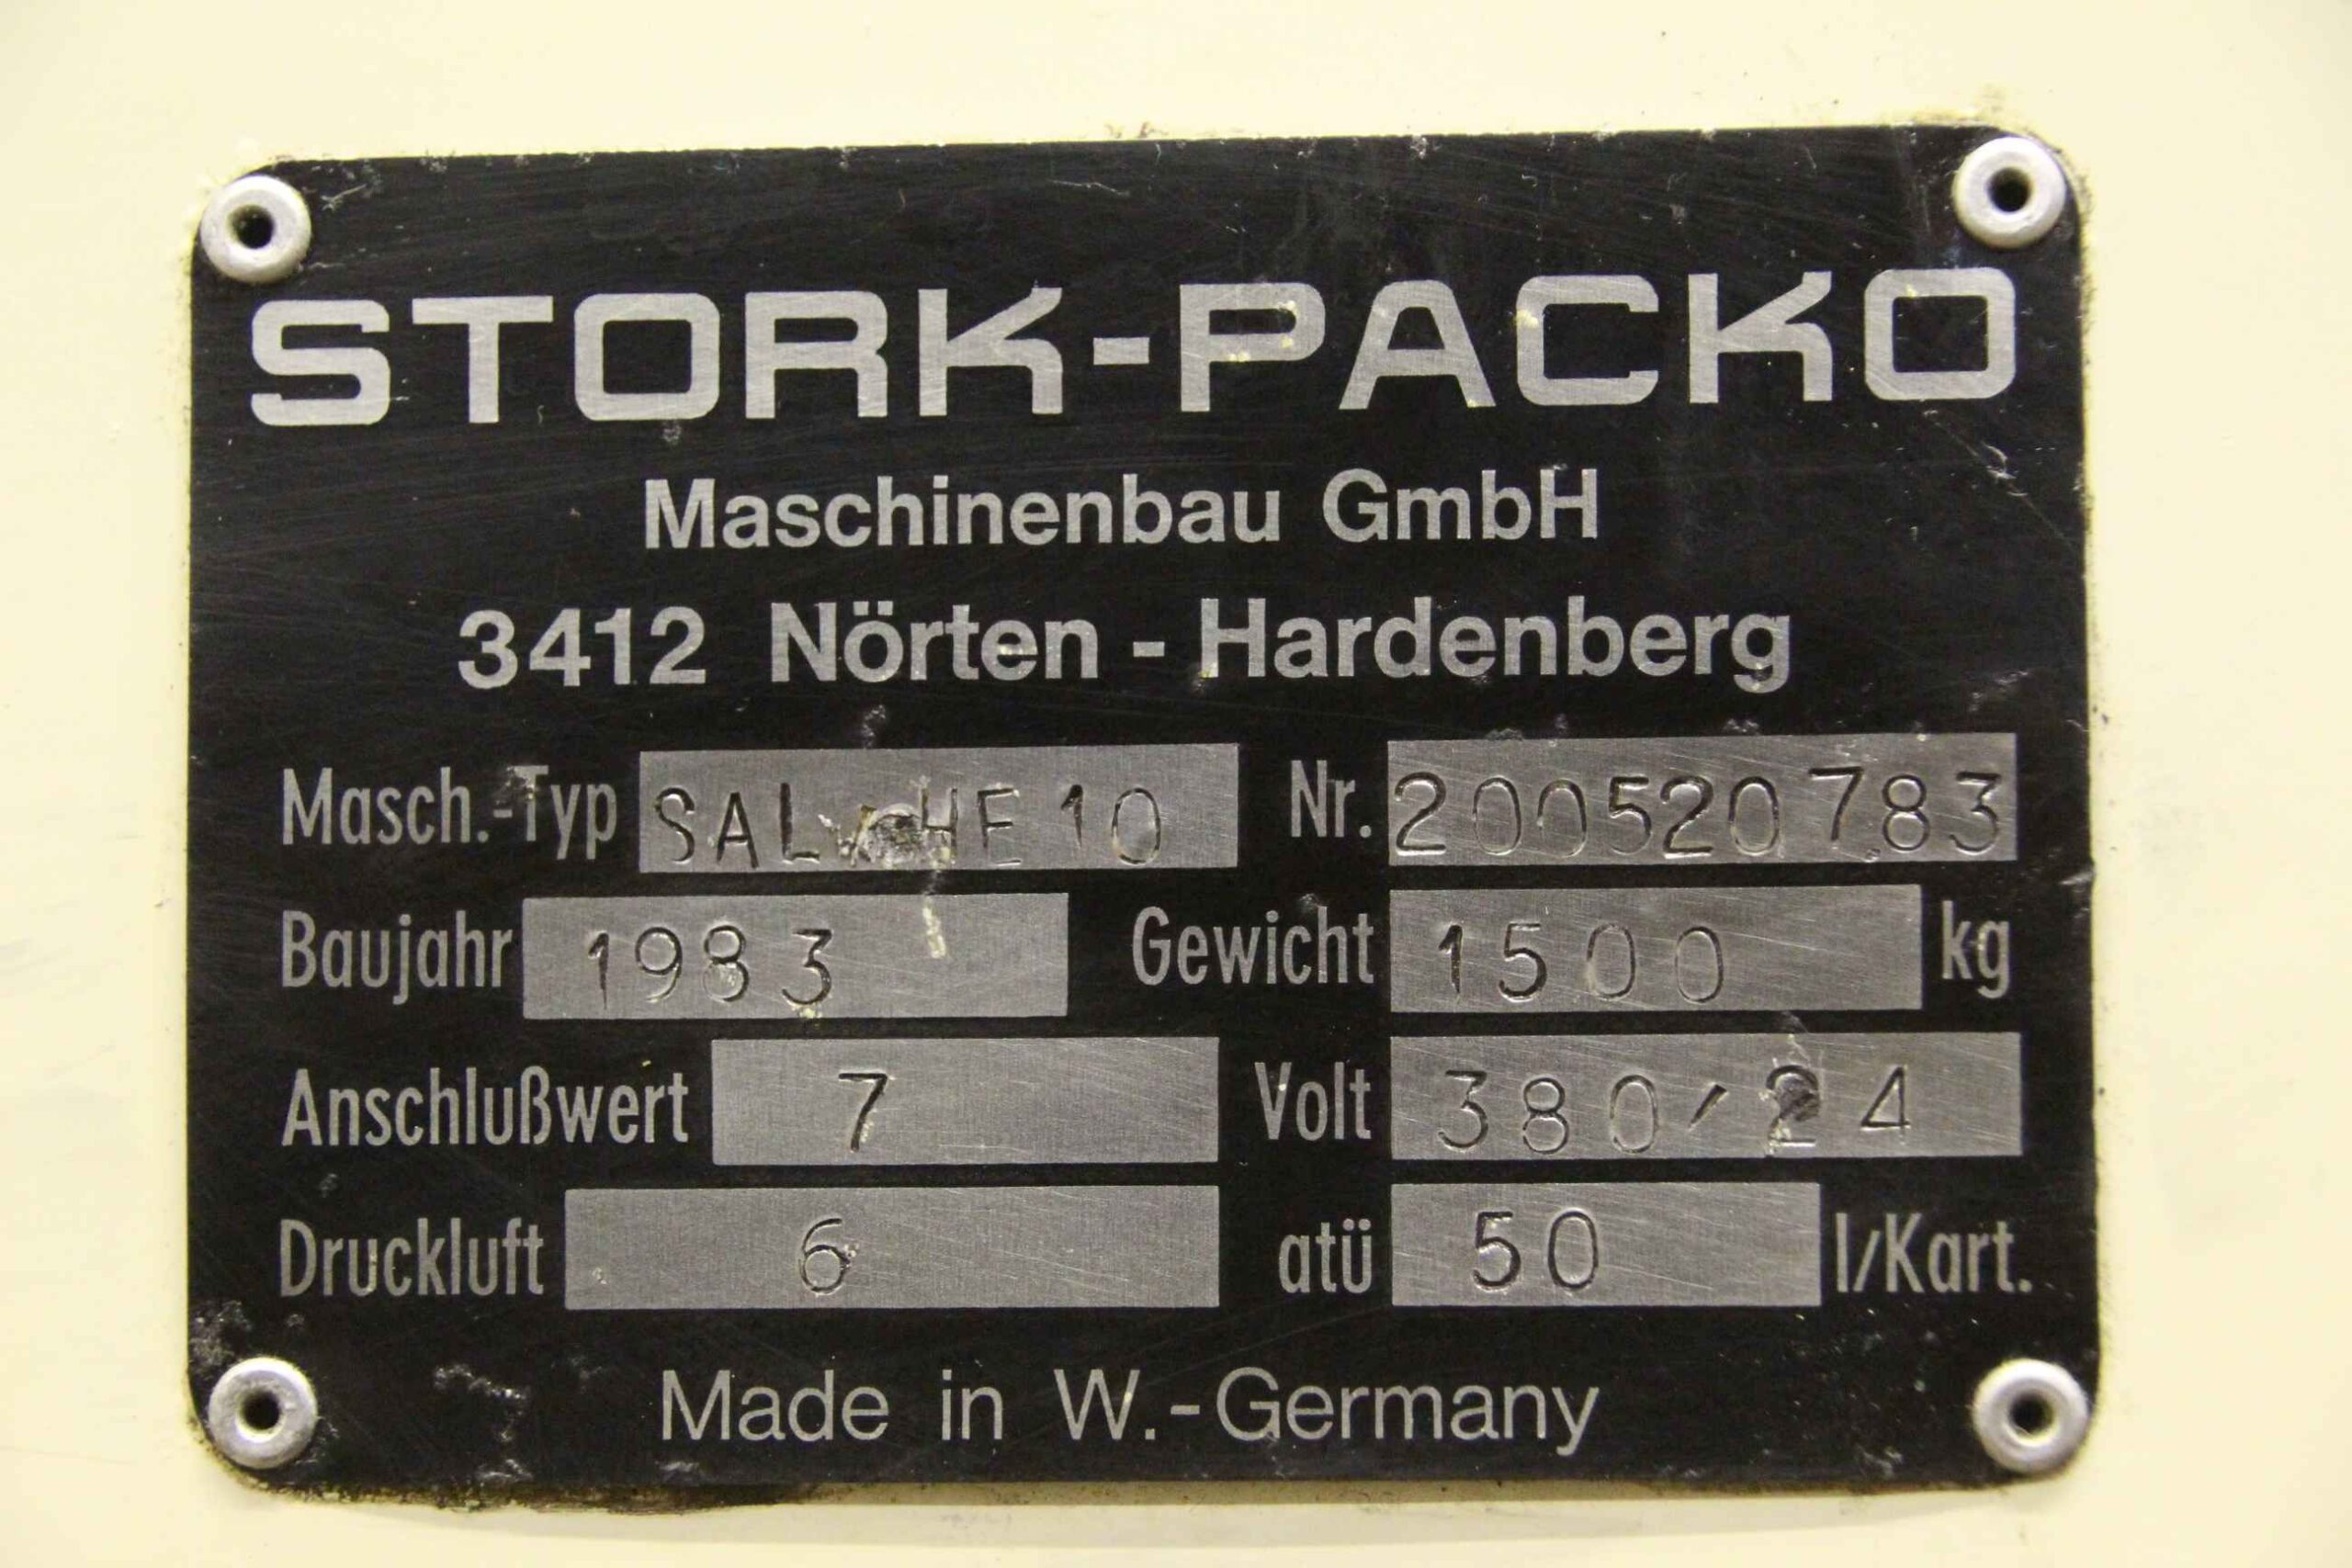 STORK-PACKO
Maschinenbau GmbH
3412 Nörten - Hardenberg
Masch.-Typ 10 Nr. 200520783
Baujahr 1983 Gewicht 1500 kg
Anschlußwert 7 Volt 380/24
Druckluft 6 atü 50 l/Kart.
Made in W.-Germany